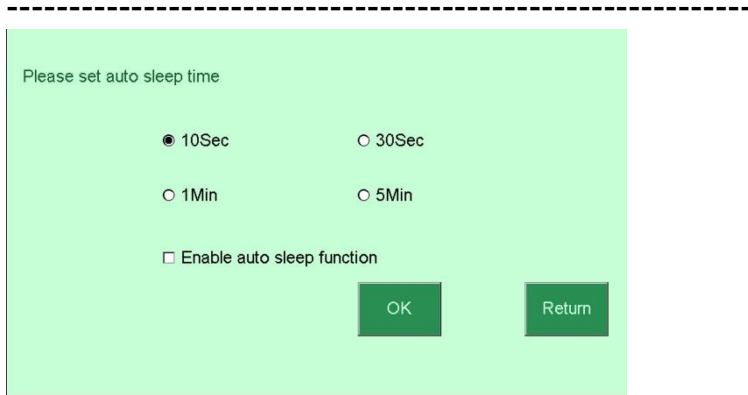 Please set auto sleep time
10Sec 30Sec
1Min 5Min
Enable auto sleep function
OK Return